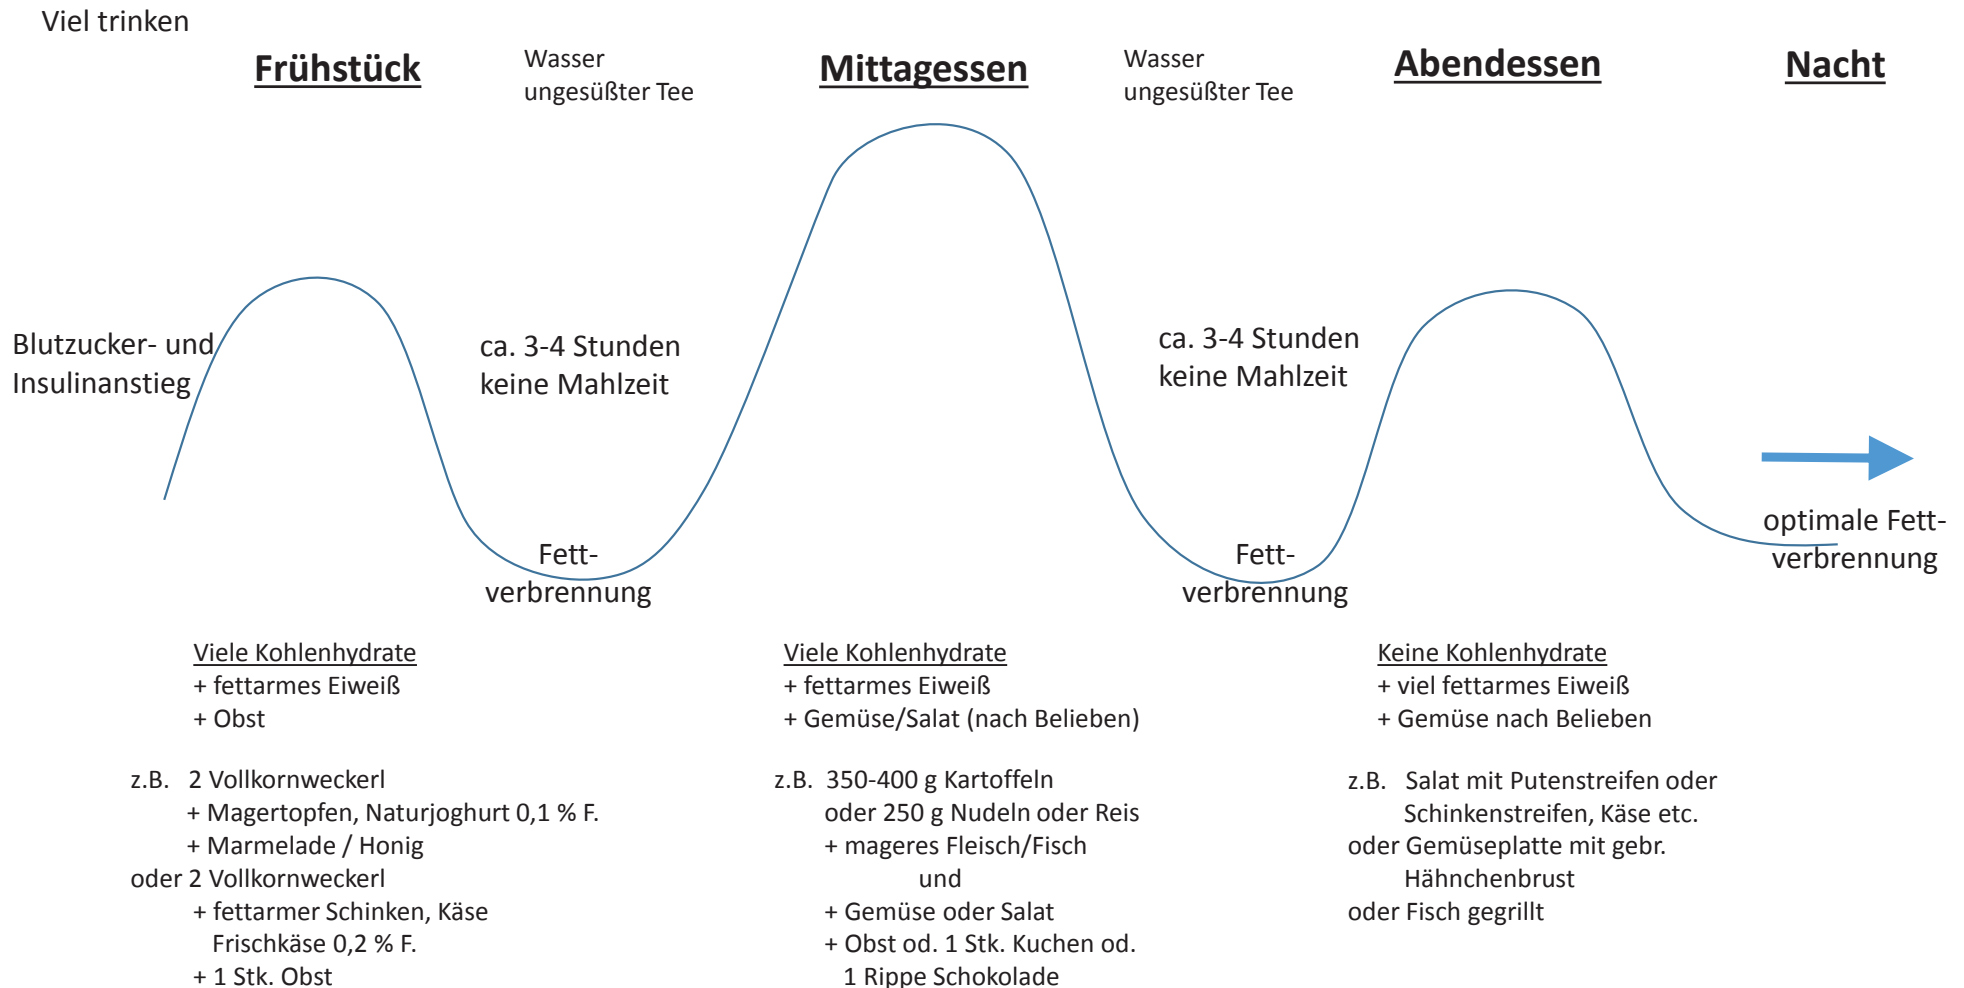 Viel trinken
Frühstück
Wasser
ungesüßter Tee
Mittagessen
Wasser
ungesüßter Tee
Abendessen
Nacht
Blutzucker- und
Insulinanstieg
ca. 3-4 Stunden
keine Mahlzeit
ca. 3-4 Stunden
keine Mahlzeit
Fett-
verbrennung
Fett-
verbrennung
optimale Fett-
verbrennung
Viele Kohlenhydrate
+ fettarmes Eiweiß
+ Obst
z.B. 2 Vollkornweckerl
+ Magertopfen, Naturjoghurt 0,1 % F.
+ Marmelade / Honig
oder 2 Vollkornweckerl
+ fettarmer Schinken, Käse
Frischkäse 0,2 % F.
+ 1 Stk. Obst
Viele Kohlenhydrate
+ fettarmes Eiweiß
+ Gemüse/Salat (nach Belieben)
z.B. 350-400 g Kartoffeln
oder 250 g Nudeln oder Reis
+ mageres Fleisch/Fisch
und
+ Gemüse oder Salat
+ Obst od. 1 Stk. Kuchen od.
1 Rippe Schokolade
Keine Kohlenhydrate
+ viel fettarmes Eiweiß
+ Gemüse nach Belieben
z.B. Salat mit Putenstreifen oder
Schinkenstreifen, Käse etc.
oder Gemüseplatte mit gebr.
Hähnchenbrust
oder Fisch gegrillt